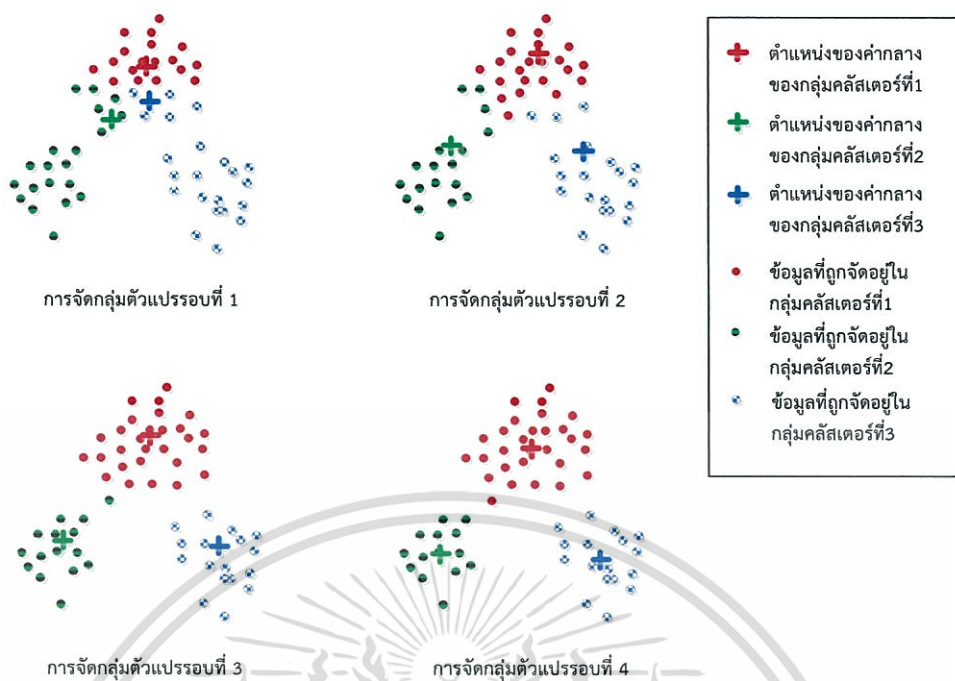 การจัดกลุ่มตัวแปรรอบที่ 1
การจัดกลุ่มตัวแปรรอบที่ 2
ตำแหน่งของค่ากลาง
ของกลุ่มคลัสเตอร์ที่1
ตำแหน่งของค่ากลาง
ของกลุ่มคลัสเตอร์ที่2
ตำแหน่งของค่ากลาง
ของกลุ่มคลัสเตอร์ที่3
ข้อมูลที่ถูกจัดอยู่ใน
กลุ่มคลัสเตอร์ที่1
ข้อมูลที่ถูกจัดอยู่ใน
กลุ่มคลัสเตอร์ที่2
ข้อมูลที่ถูกจัดอยู่ใน
กลุ่มคลัสเตอร์ที่3
การจัดกลุ่มตัวแปรรอบที่ 3
การจัดกลุ่มตัวแปรรอบที่ 4